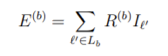 E^{(b)} = \sum_{\ell' \in L_b} R^{(b)} I_{\ell'}